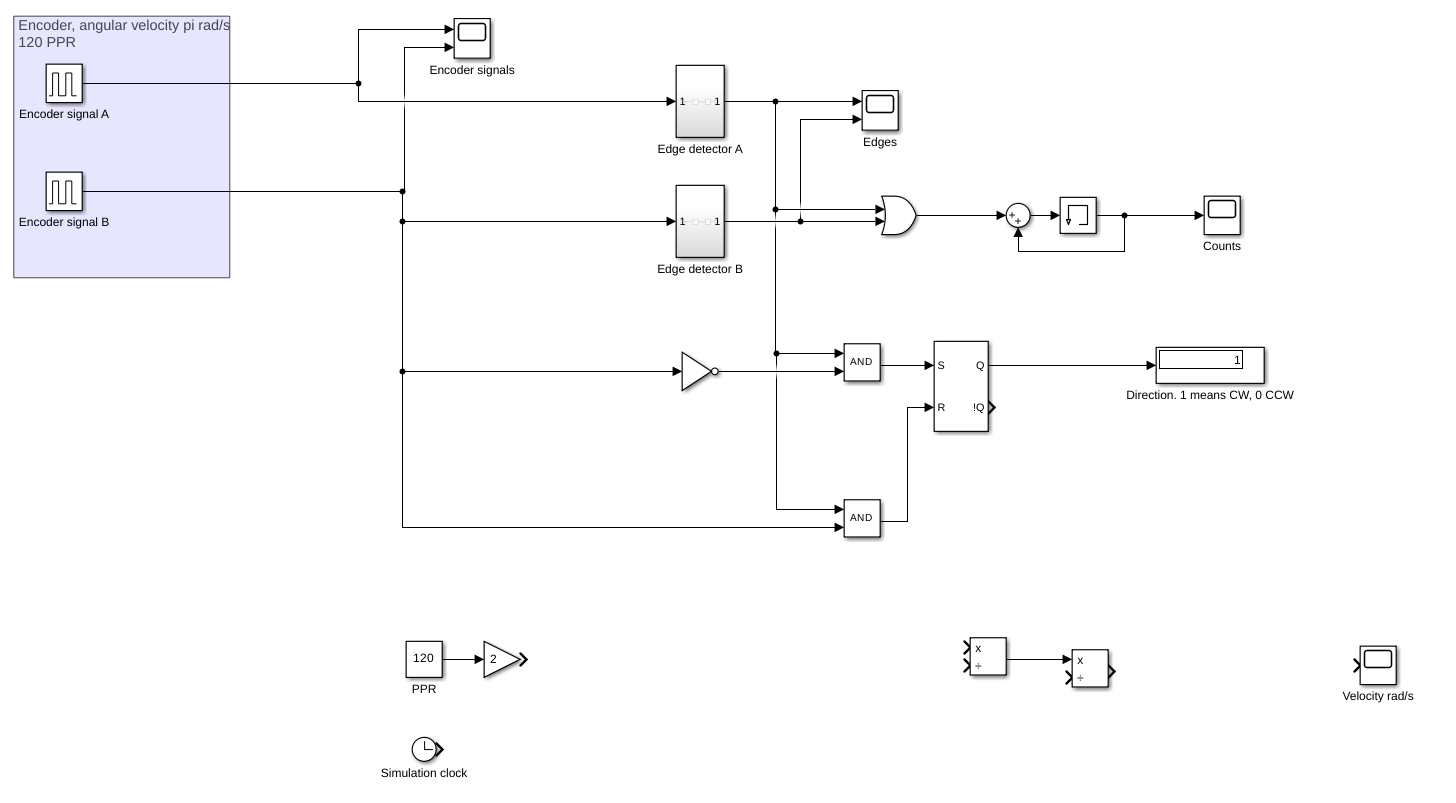 Encoder, angular velocity pi rad/s
120 PPR
Encoder signal A
Encoder signal B
Encoder signals
1 1
Edge detector A
Edges
1 1
Edge detector B
+
+
Counts
AND
S Q
R !Q
1
Direction. 1 means CW, 0 CCW
AND
120
PPR
2
x
÷
x
÷
Velocity rad/s
Simulation clock